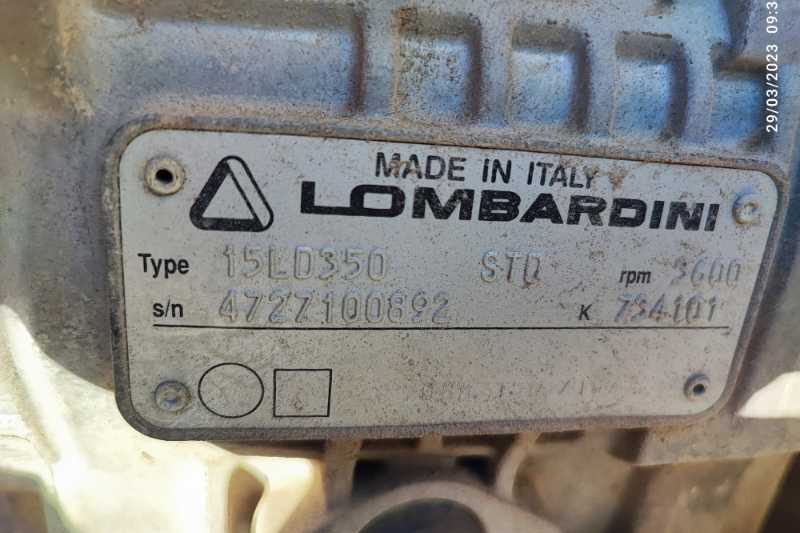 MADE IN ITALY
LOMBARDINI
Type 15LD350 STD rpm 3600
s/n 4727100892 K 734101
29/03/2023 09:3